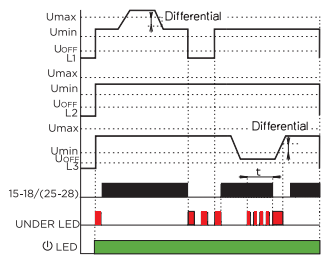 Umax
Differential
Umin
UOFF
L1
Umax
Umin
UOFF
L2
Umax
Differential
Umin
UOFF
L3
t
15-18/(25-28)
UNDER LED
⏻ LED